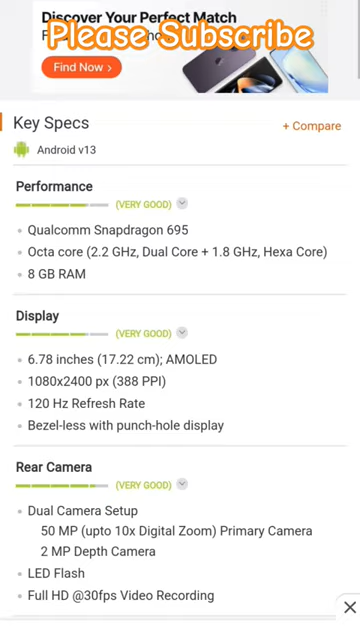 Discover Your Perfect Match
Please Subscribe
Find Now >
Key Specs
+ Compare
Android v13
Performance
(VERY GOOD)
Qualcomm Snapdragon 695
Octa core (2.2 GHz, Dual Core + 1.8 GHz, Hexa Core)
8 GB RAM
Display
(VERY GOOD)
6.78 inches (17.22 cm); AMOLED
1080x2400 px (388 PPI)
120 Hz Refresh Rate
Bezel-less with punch-hole display
Rear Camera
(VERY GOOD)
Dual Camera Setup
50 MP (upto 10x Digital Zoom) Primary Camera
2 MP Depth Camera
LED Flash
Full HD @30fps Video Recording